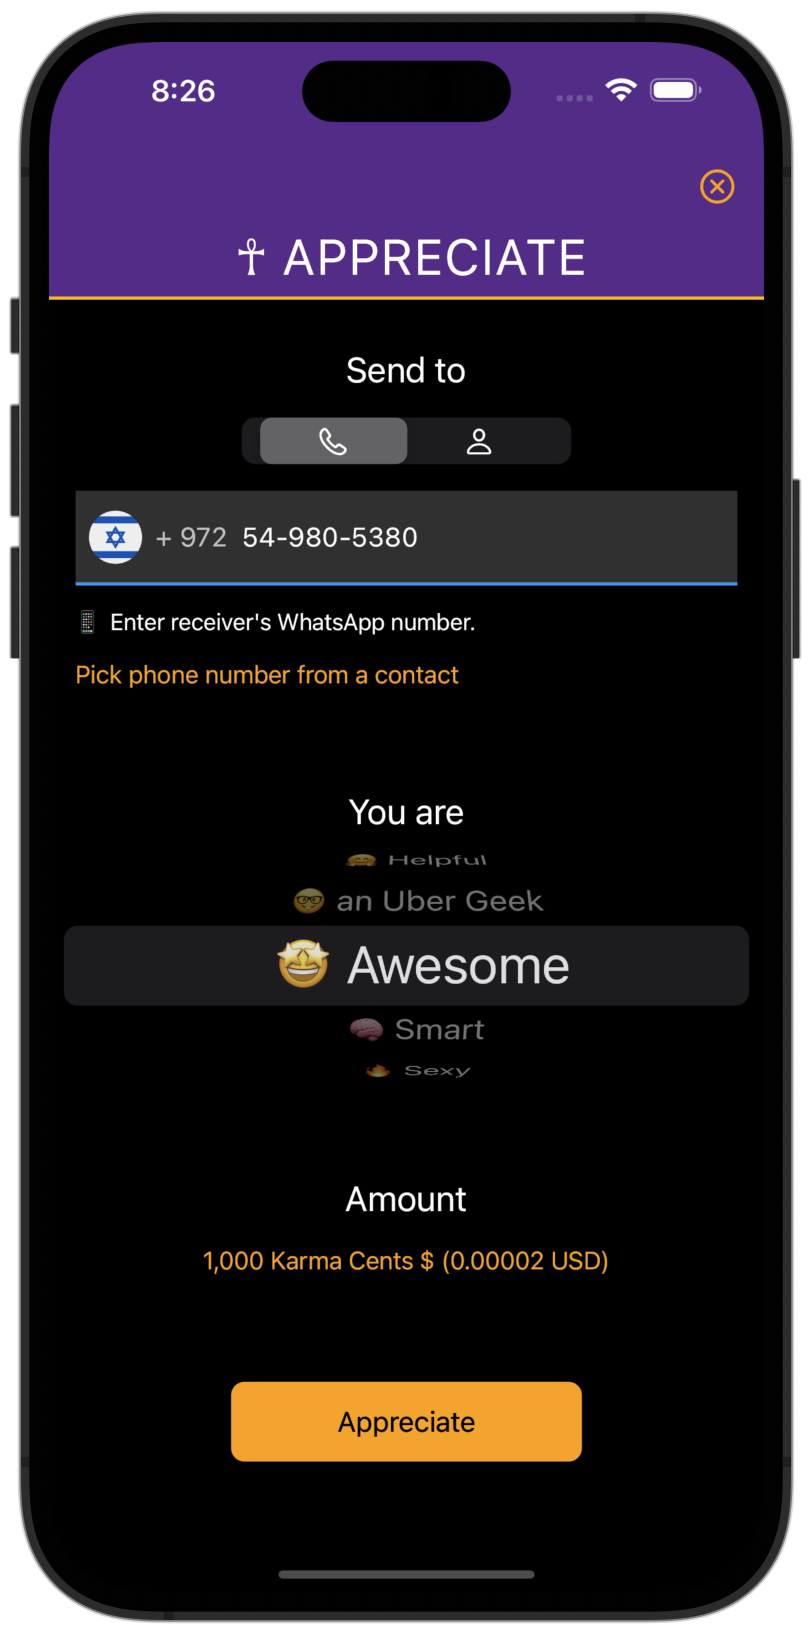 8:26
☥ APPRECIATE
Send to
+ 972 54-980-5380
📱 Enter receiver's WhatsApp number.
Pick phone number from a contact
You are
🤗 Helpful
🤓 an Uber Geek
🤩 Awesome
🧠 Smart
🔥 Sexy
Amount
1,000 Karma Cents $ (0.00002 USD)
Appreciate